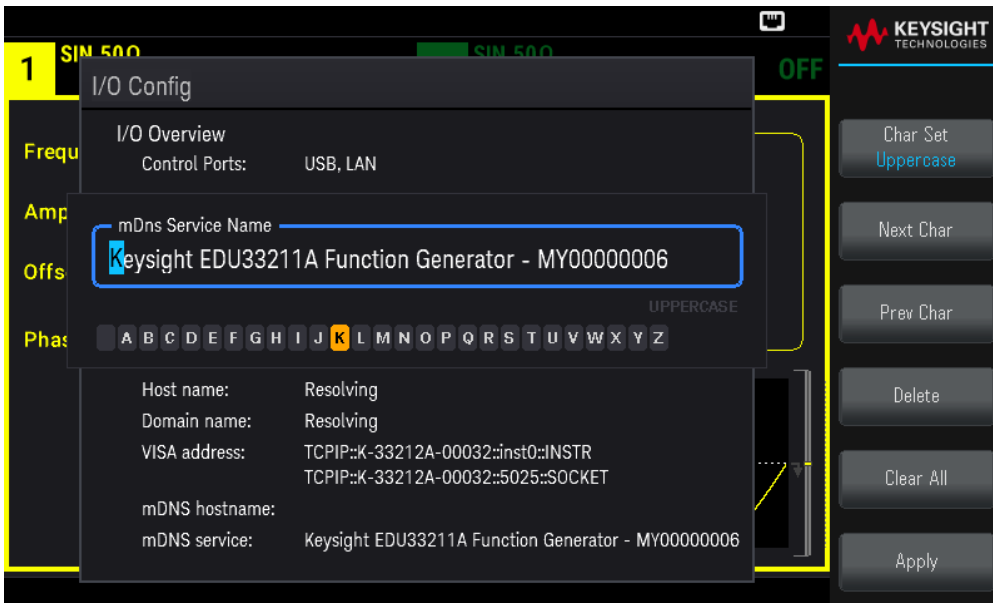 KEYSIGHT
TECHNOLOGIES
1
SIN 50Ω
SIN 50Ω
OFF
I/O Config
I/O Overview
Control Ports: USB, LAN
Frequ
Amp
Offs
Phas
mDns Service Name
Keysight EDU33211A Function Generator - MY00000006
UPPERCASE
A B C D E F G H I J K L M N O P Q R S T U V W X Y Z
Host name: Resolving
Domain name: Resolving
VISA address: TCPIP::K-33212A-00032::inst0::INSTR
TCPIP::K-33212A-00032::5025::SOCKET
mDNS hostname:
mDNS service: Keysight EDU33211A Function Generator - MY00000006
Char Set
Uppercase
Next Char
Prev Char
Delete
Clear All
Apply